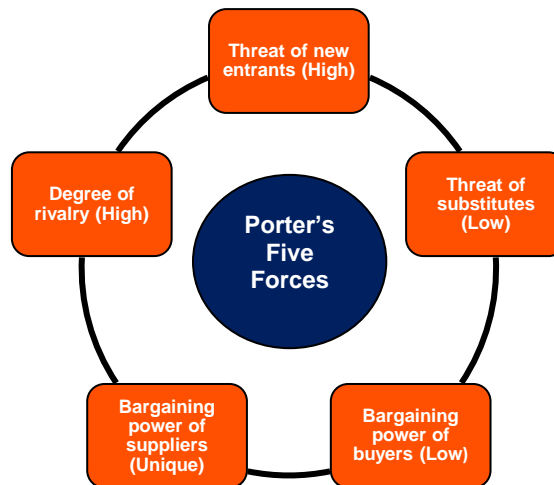 Threat of new
entrants (High)
Degree of
rivalry (High)
Threat of
substitutes
(Low)
Porter’s
Five
Forces
Bargaining
power of
suppliers
(Unique)
Bargaining
power of
buyers (Low)